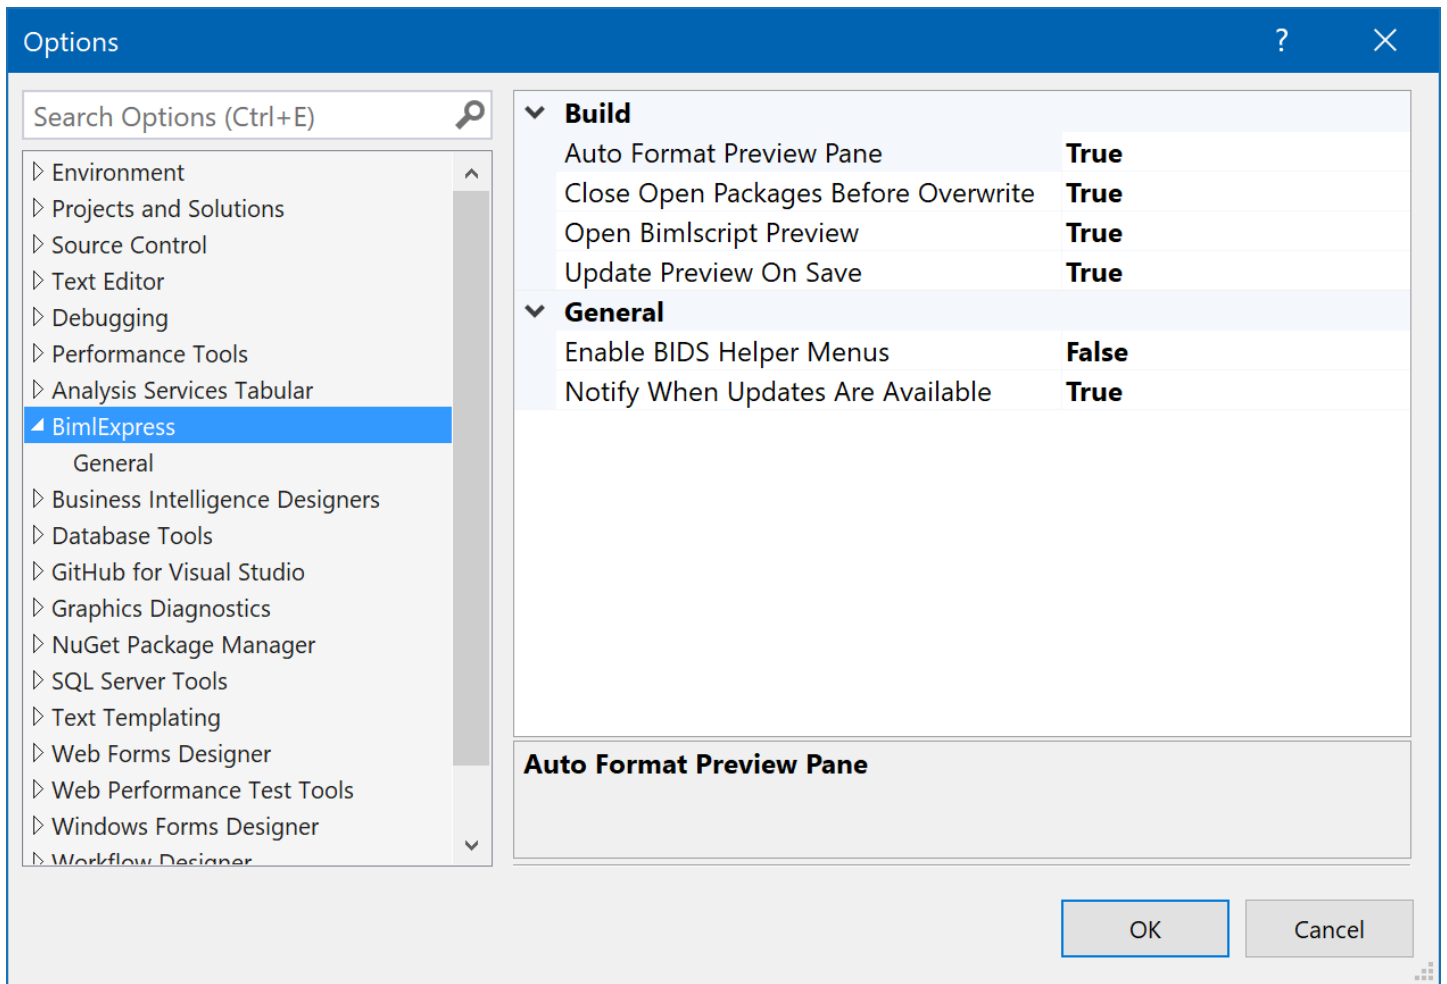 Options
?
Search Options (Ctrl+E)
Environment
Projects and Solutions
Source Control
Text Editor
Debugging
Performance Tools
Analysis Services Tabular
BimlExpress
General
Business Intelligence Designers
Database Tools
GitHub for Visual Studio
Graphics Diagnostics
NuGet Package Manager
SQL Server Tools
Text Templating
Web Forms Designer
Web Performance Test Tools
Windows Forms Designer
Workflow Designer
Build
Auto Format Preview Pane True
Close Open Packages Before Overwrite True
Open Bimlscript Preview True
Update Preview On Save True
General
Enable BIDS Helper Menus False
Notify When Updates Are Available True
Auto Format Preview Pane
OK Cancel